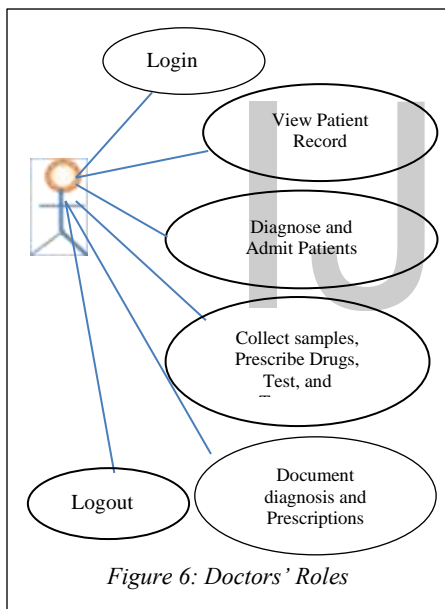 Login
View Patient
Record
Diagnose and
Admit Patients
Collect samples,
Prescribe Drugs,
Test, and
Document
diagnosis and
Prescriptions
Logout
Figure 6: Doctors' Roles
IJ